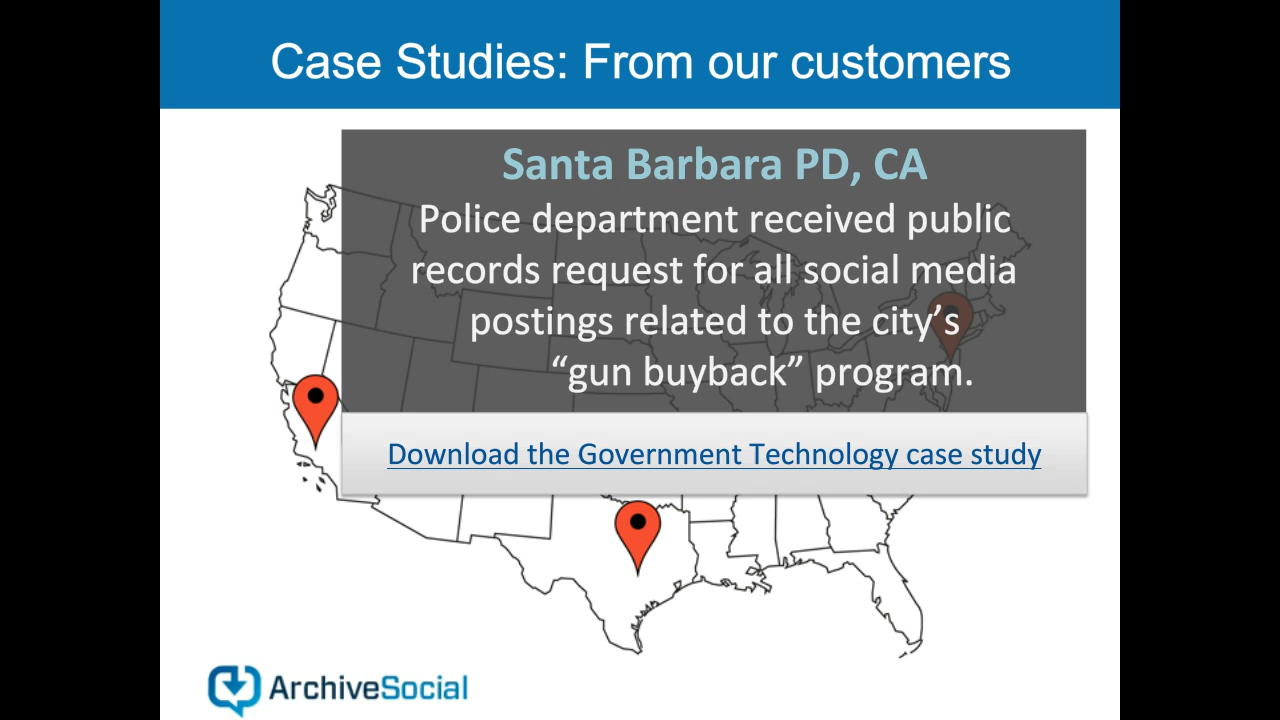 Case Studies: From our customers
Santa Barbara PD, CA
Police department received public
records request for all social media
postings related to the city’s
“gun buyback” program.
Download the Government Technology case study
ArchiveSocial